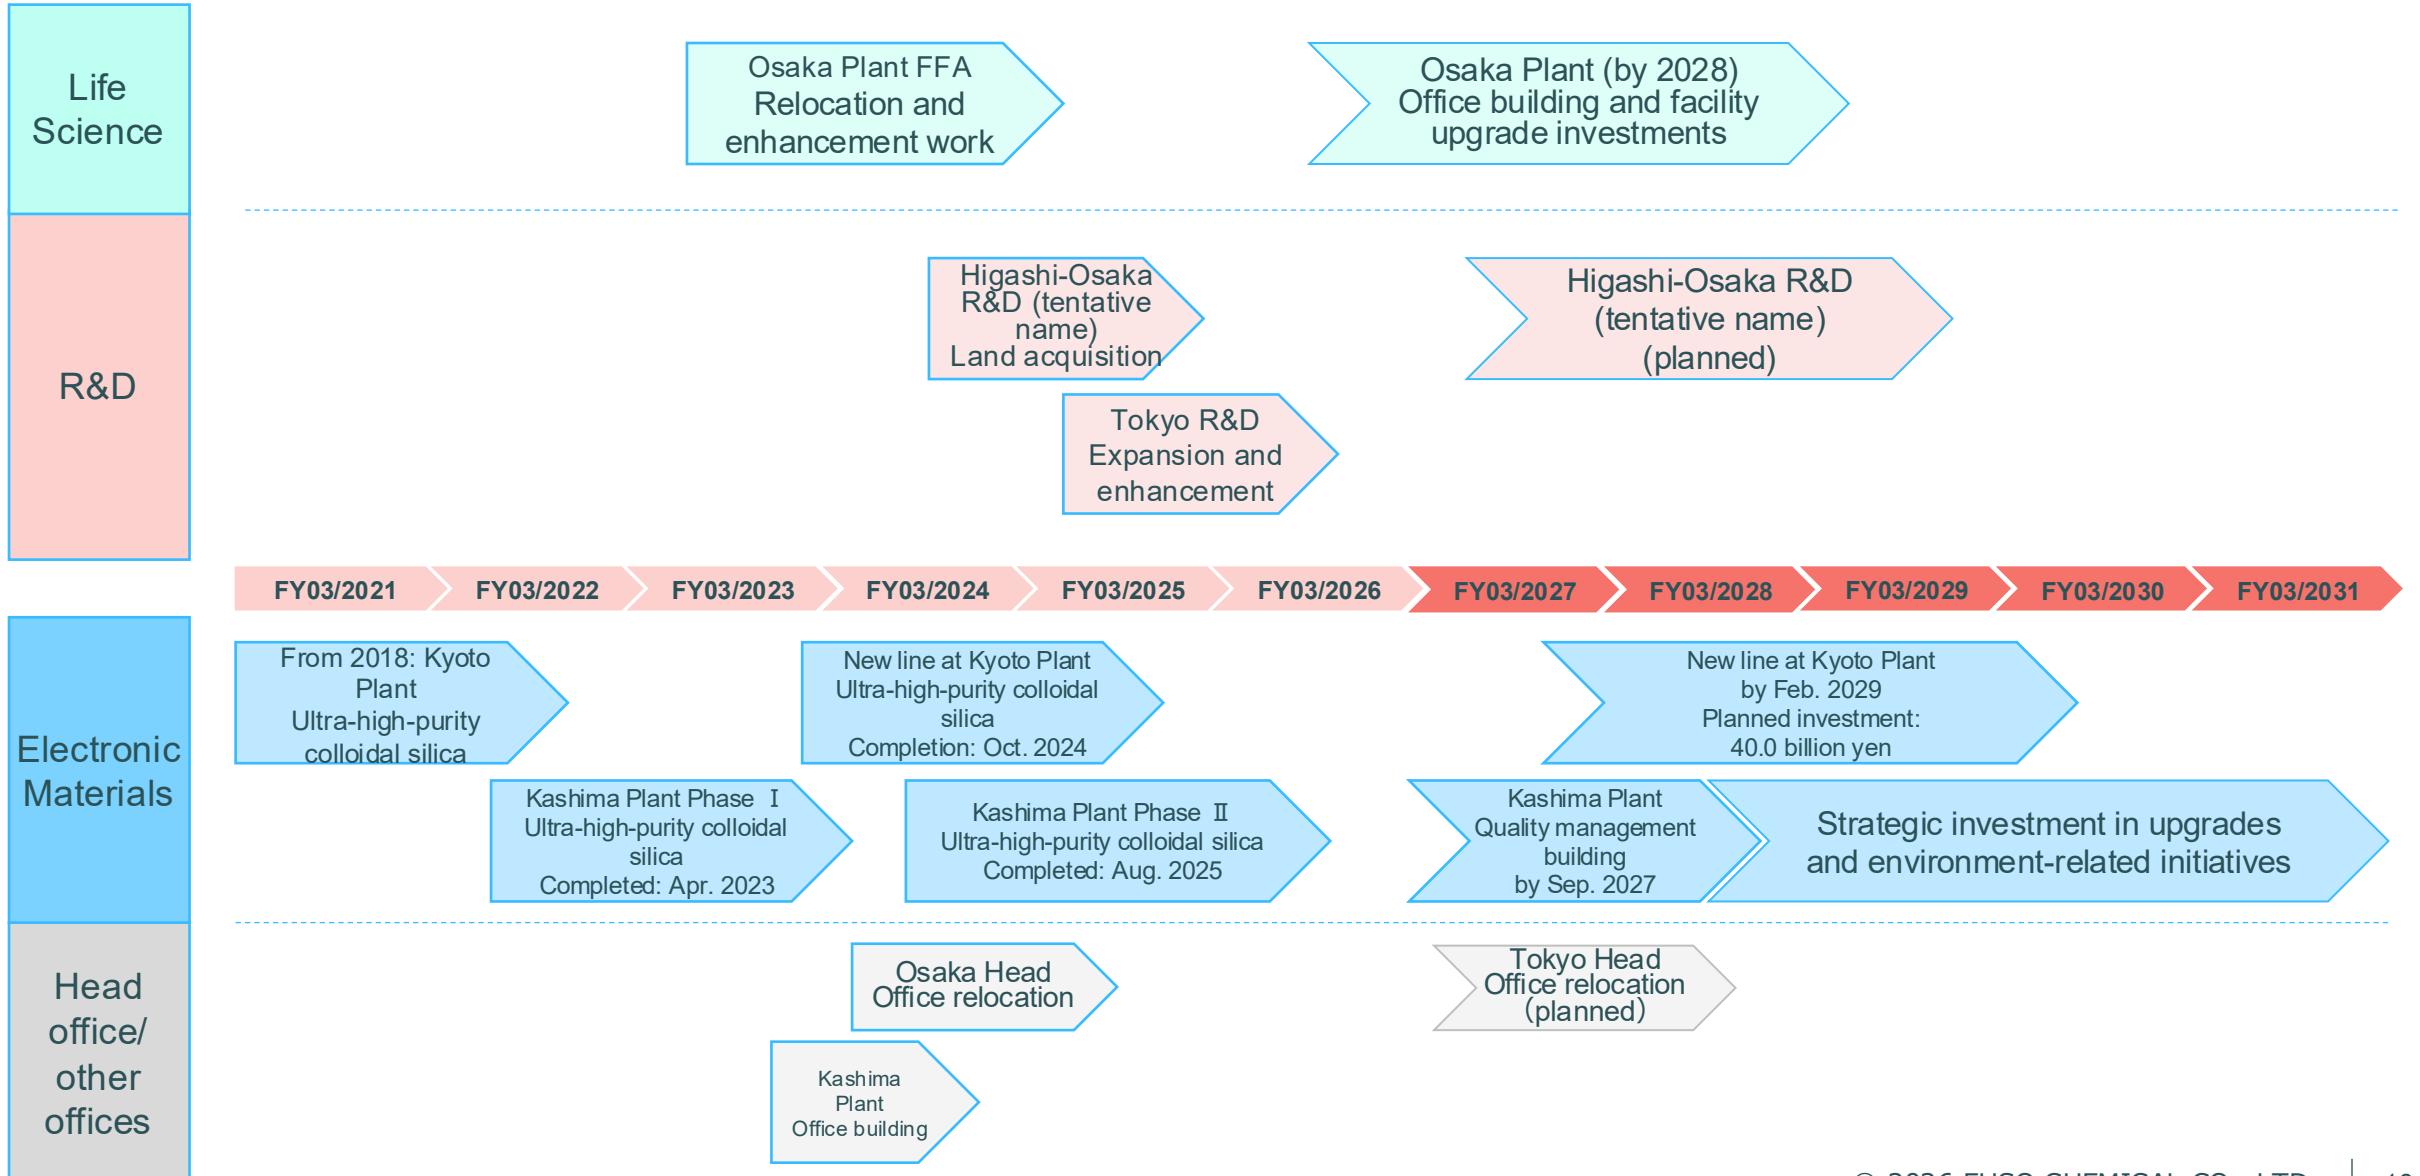 Life
Science
Osaka Plant FFA
Relocation and
enhancement work
Osaka Plant (by 2028)
Office building and facility
upgrade investments
R&D
Higashi-Osaka
R&D (tentative
name)
Land acquisition
Higashi-Osaka R&D
(tentative name)
(planned)
Tokyo R&D
Expansion and
enhancement
FY03/2021
FY03/2022
FY03/2023
FY03/2024
FY03/2025
FY03/2026
FY03/2027
FY03/2028
FY03/2029
FY03/2030
FY03/2031
Electronic
Materials
From 2018: Kyoto
Plant
Ultra-high-purity
colloidal silica
New line at Kyoto Plant
Ultra-high-purity colloidal
silica
Completion: Oct. 2024
New line at Kyoto Plant
by Feb. 2029
Planned investment:
40.0 billion yen
Kashima Plant Phase Ⅰ
Ultra-high-purity colloidal
silica
Completed: Apr. 2023
Kashima Plant Phase Ⅱ
Ultra-high-purity colloidal silica
Completed: Aug. 2025
Kashima Plant
Quality management
building
by Sep. 2027
Strategic investment in upgrades
and environment-related initiatives
Head
office/
other
offices
Osaka Head
Office relocation
Tokyo Head
Office relocation
(planned)
Kashima
Plant
Office building
© 2026 FUSO CHEMICAL CO., LTD.